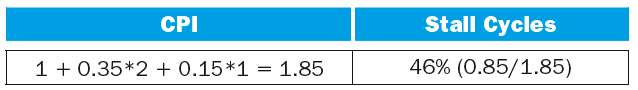 CPI Stall Cycles
1 + 0.35*2 + 0.15*1 = 1.85 46% (0.85/1.85)